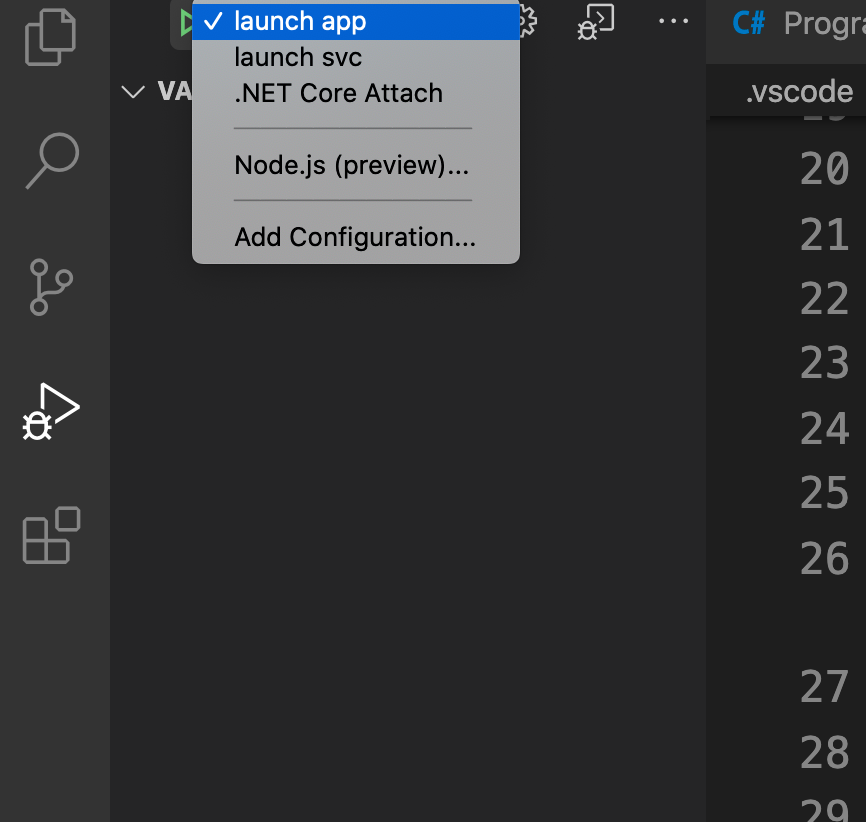 launch app
launch svc
.NET Core Attach
Node.js (preview)...
Add Configuration...
VA
C# Progra
.vscode
19
20
21
22
23
24
25
26
27
28
29